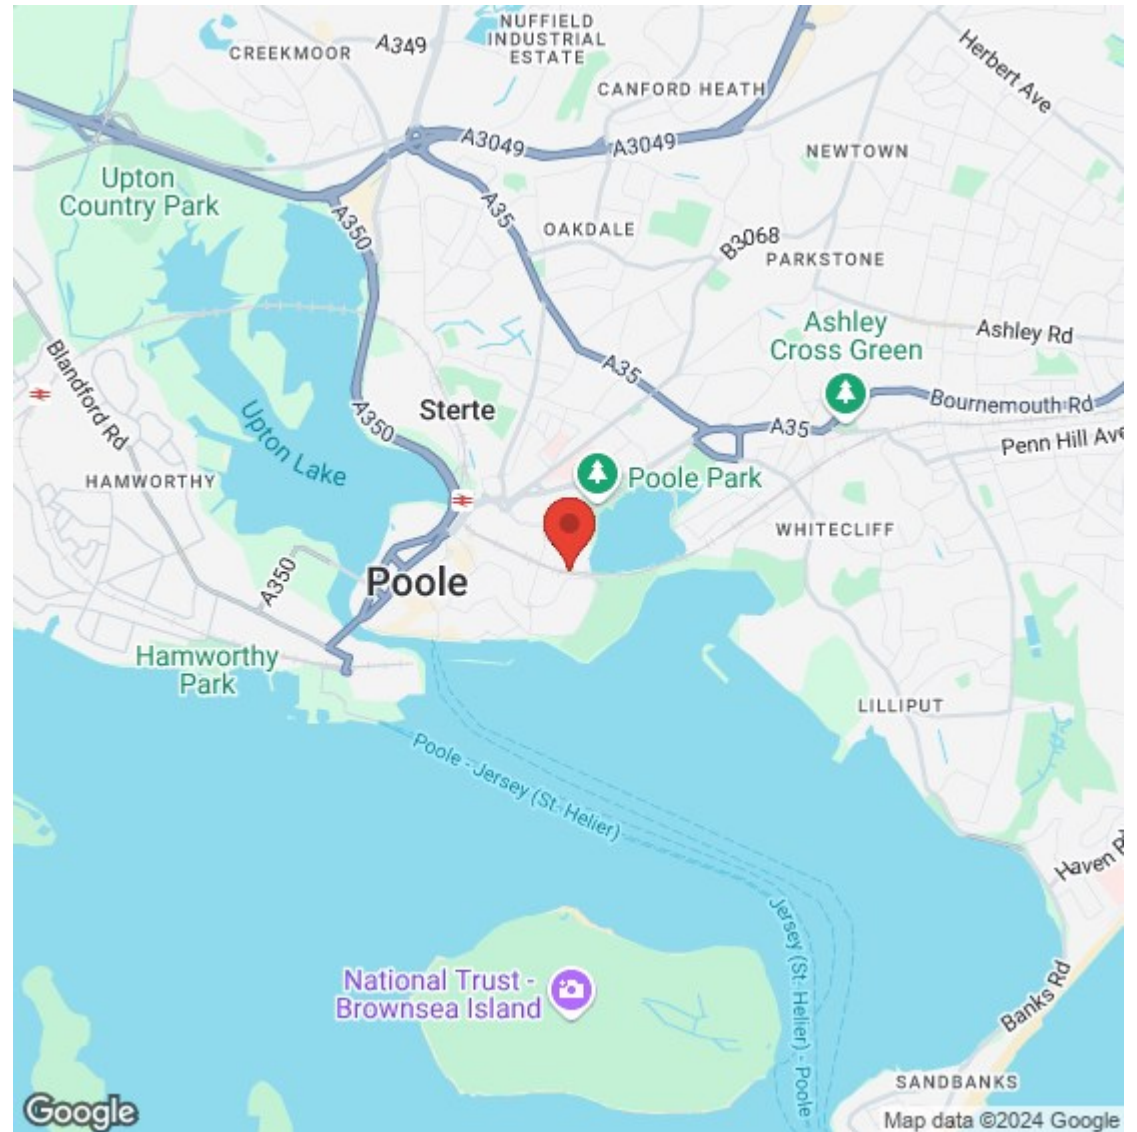 NUFFIELD
INDUSTRIAL
ESTATE
CREEKMOOR
A349
Herbert Ave
CANFORD HEATH
A3049
A3049
NEWTOWN
Upton
Country Park
A350
A35
OAKDALE
B3068
PARKSTONE
Ashley
Cross Green
Ashley Rd
Blandford Rd
A35
Bournemouth Rd
A350
Sterte
A35
Penn Hill Ave
Upton Lake
HAMWORTHY
Poole Park
WHITECLIFF
A350
Poole
Hamworthy
Park
LILLIPUT
Poole - Jersey (St. Helier)
Haven R
Jersey (St. Helier) - Poole
National Trust -
Brownsea Island
Banks Rd
SANDBANKS
Google
Map data ©2024 Google